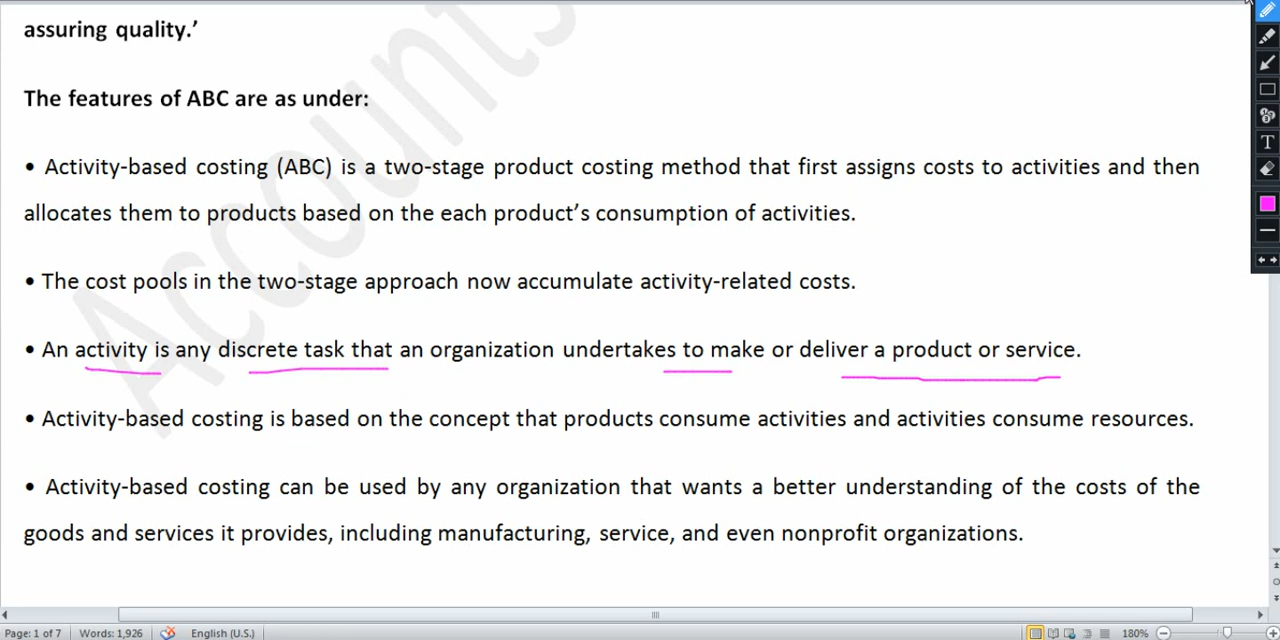 assuring quality.’
The features of ABC are as under:
• Activity-based costing (ABC) is a two-stage product costing method that first assigns costs to activities and then
allocates them to products based on the each product’s consumption of activities.
• The cost pools in the two-stage approach now accumulate activity-related costs.
• An activity is any discrete task that an organization undertakes to make or deliver a product or service.
• Activity-based costing is based on the concept that products consume activities and activities consume resources.
• Activity-based costing can be used by any organization that wants a better understanding of the costs of the
goods and services it provides, including manufacturing, service, and even nonprofit organizations.
Accounts
T
Page: 1 of 7 Words: 1,926 English (U.S.) 180%